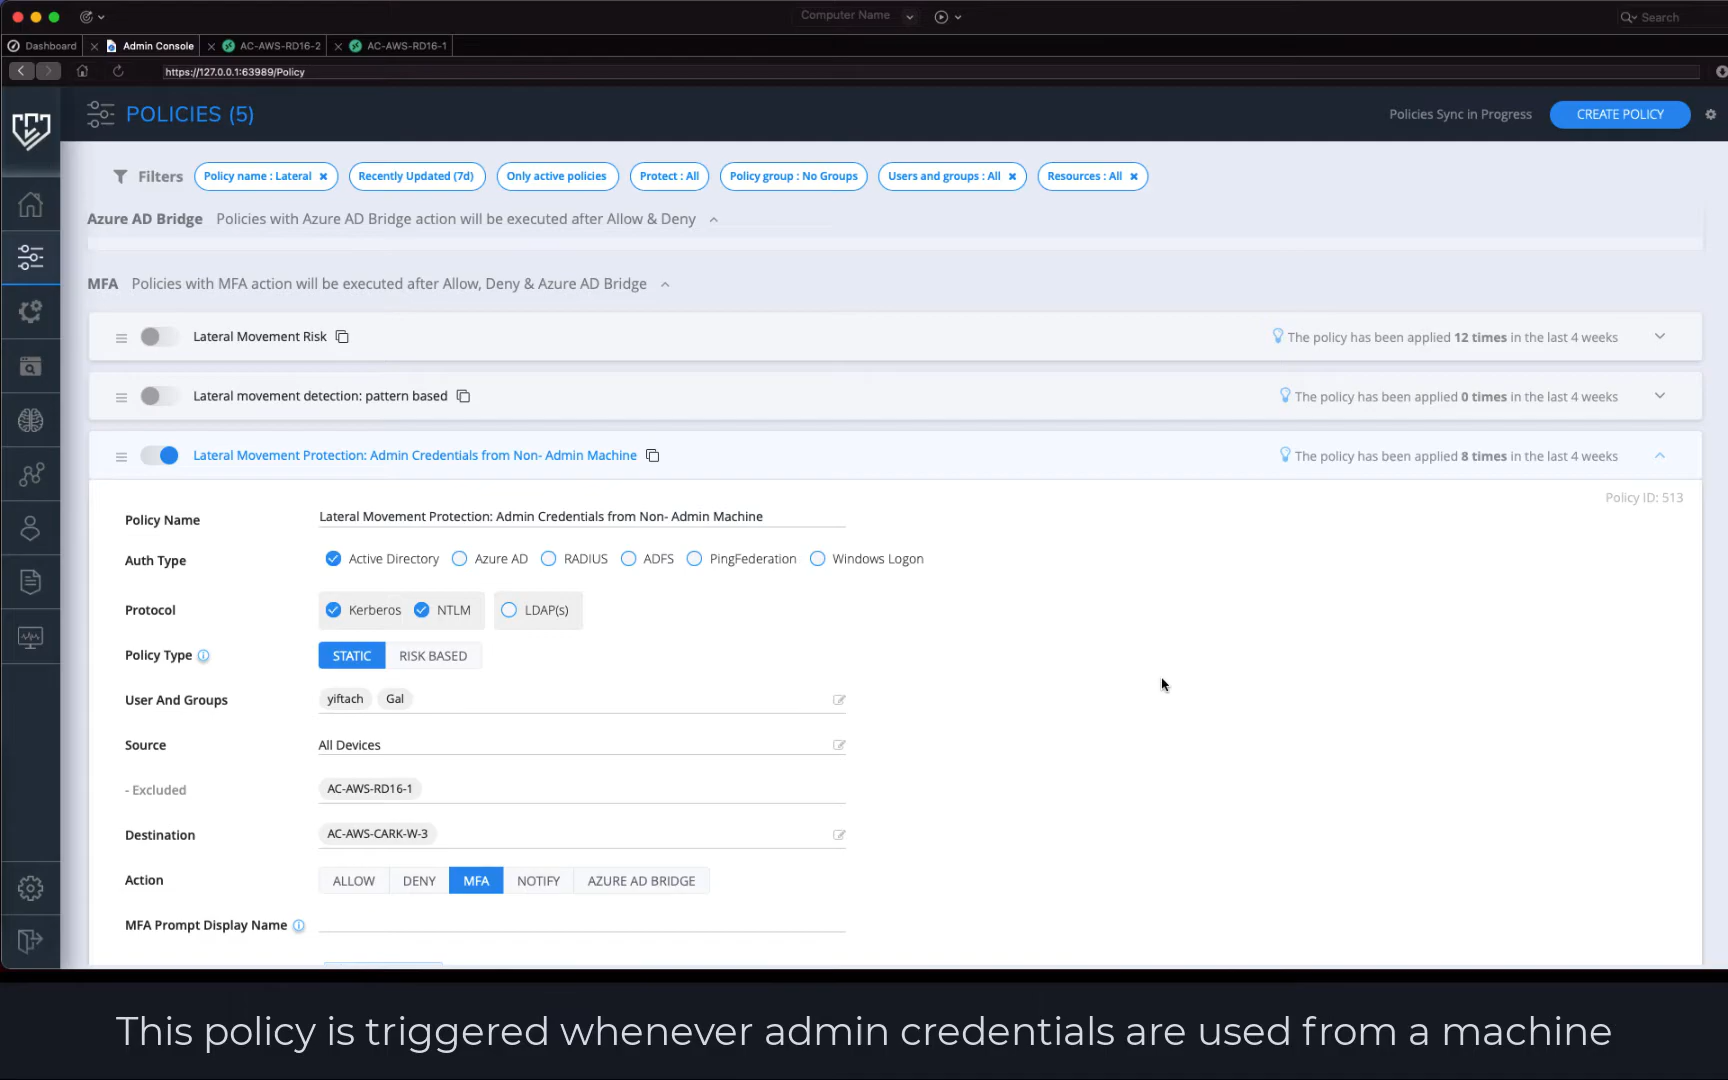 Computer Name
Search
Dashboard
Admin Console
AC-AWS-RD16-2
AC-AWS-RD16-1
https://127.0.0.1:63989/Policy
POLICIES (5)
Policies Sync in Progress
CREATE POLICY
Filters
Policy name : Lateral ×
Recently Updated (7d)
Only active policies
Protect : All
Policy group : No Groups
Users and groups : All ×
Resources : All ×
Azure AD Bridge Policies with Azure AD Bridge action will be executed after Allow & Deny
MFA Policies with MFA action will be executed after Allow, Deny & Azure AD Bridge
Lateral Movement Risk
The policy has been applied 12 times in the last 4 weeks
Lateral movement detection: pattern based
The policy has been applied 0 times in the last 4 weeks
Lateral Movement Protection: Admin Credentials from Non- Admin Machine
The policy has been applied 8 times in the last 4 weeks
Policy ID: 513
Policy Name Lateral Movement Protection: Admin Credentials from Non- Admin Machine
Auth Type Active Directory Azure AD RADIUS ADFS PingFederation Windows Logon
Protocol Kerberos NTLM LDAP(s)
Policy Type STATIC RISK BASED
User And Groups yiftach Gal
Source All Devices
- Excluded AC-AWS-RD16-1
Destination AC-AWS-CARK-W-3
Action ALLOW DENY MFA NOTIFY AZURE AD BRIDGE
MFA Prompt Display Name
This policy is triggered whenever admin credentials are used from a machine